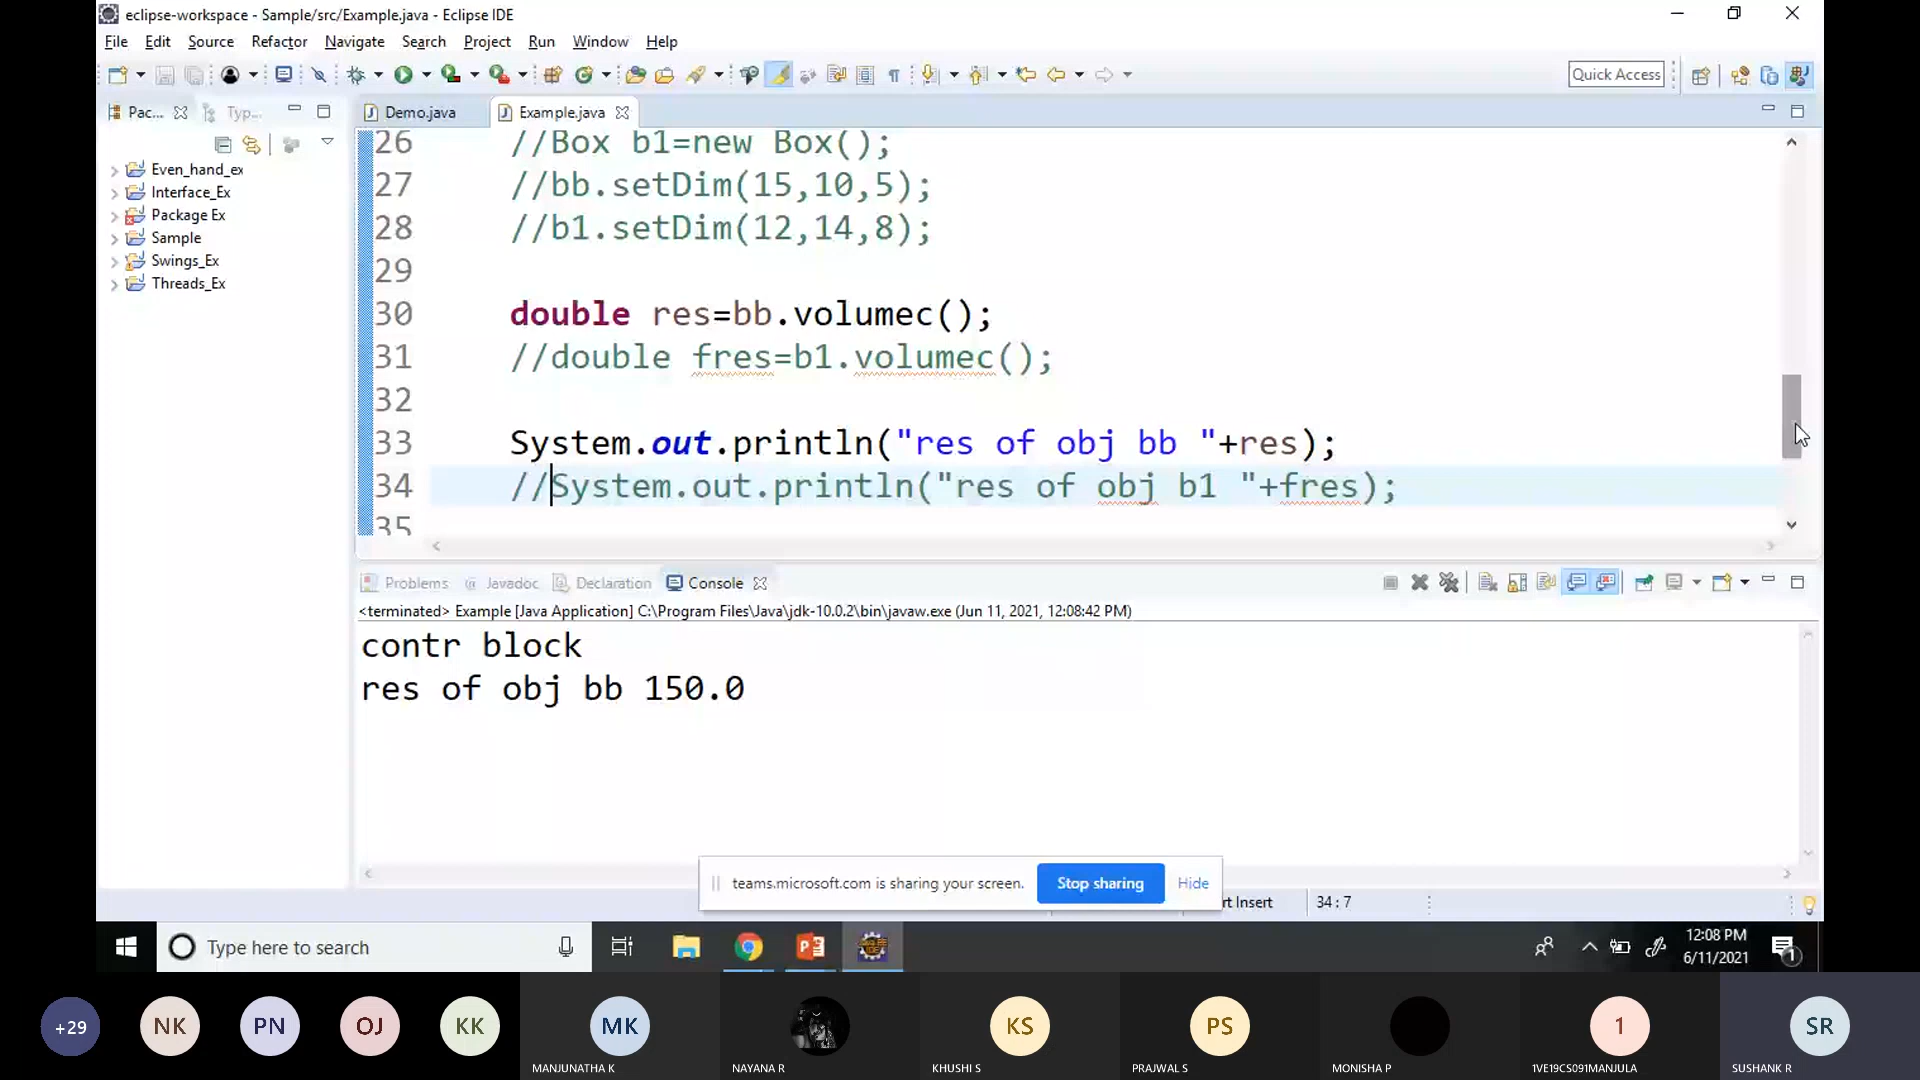 eclipse-workspace - Sample/src/Example.java - Eclipse IDE
File Edit Source Refactor Navigate Search Project Run Window Help
Quick Access
Pac... Typ...
Demo.java Example.java
Even_hand_ex
Interface_Ex
Package Ex
Sample
Swings_Ex
Threads_Ex
26 //Box b1=new Box();
27 //bb.setDim(15,10,5);
28 //b1.setDim(12,14,8);
29
30 double res=bb.volumec();
31 //double fres=b1.volumec();
32
33 System.out.println("res of obj bb "+res);
34 //System.out.println("res of obj b1 "+fres);
35
Problems @ Javadoc Declaration Console
<terminated> Example [Java Application] C:\Program Files\Java\jdk-10.0.2\bin\javaw.exe (Jun 11, 2021, 12:08:42 PM)
contr block
res of obj bb 150.0
teams.microsoft.com is sharing your screen. Stop sharing Hide
rt Insert 34 : 7
Type here to search
12:08 PM
6/11/2021
1
+29 NK PN OJ KK MK KS PS 1 SR
MANJUNATHA K NAYANA R KHUSHI S PRAJWAL S MONISHA P 1VE19CS091MANJULA SUSHANK R